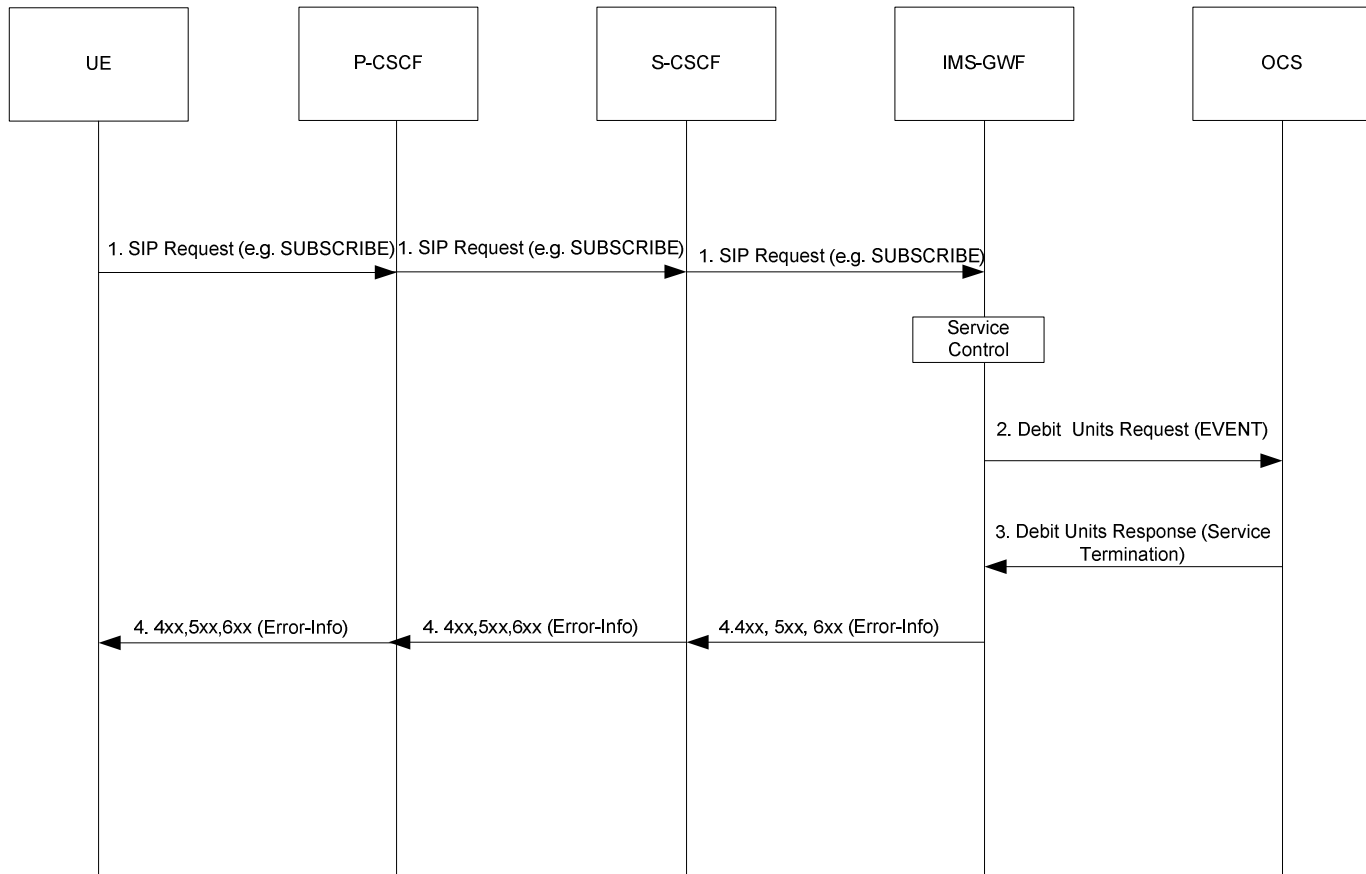 UE
P-CSCF
S-CSCF
IMS-GWF
OCS
1. SIP Request (e.g. SUBSCRIBE)
1. SIP Request (e.g. SUBSCRIBE)
1. SIP Request (e.g. SUBSCRIBE)
Service
Control
2. Debit  Units Request (EVENT)
3. Debit Units Response (Service
Termination)
4. 4xx,5xx,6xx (Error-Info)
4. 4xx,5xx,6xx (Error-Info)
4.4xx, 5xx, 6xx (Error-Info)